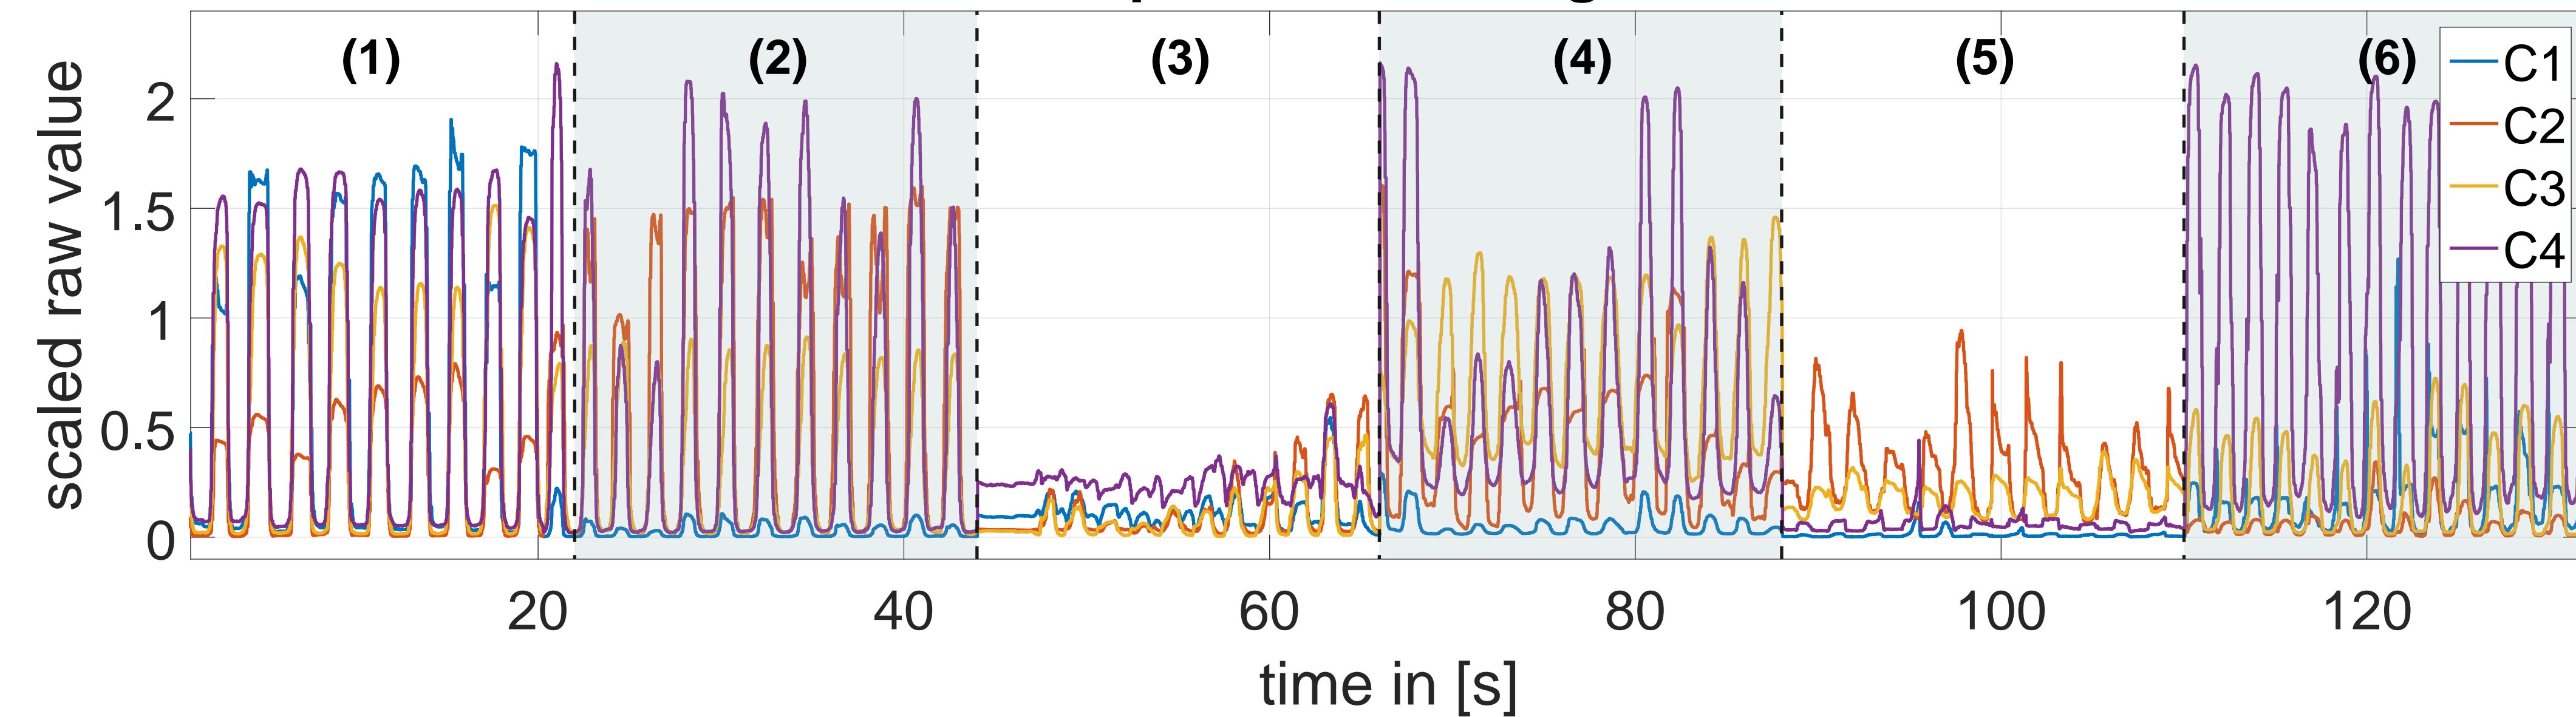 (1) (2) (3) (4) (5) (6)
C1
C2
C3
C4
scaled raw value
2
1.5
1
0.5
0
20 40 60 80 100 120
time in [s]